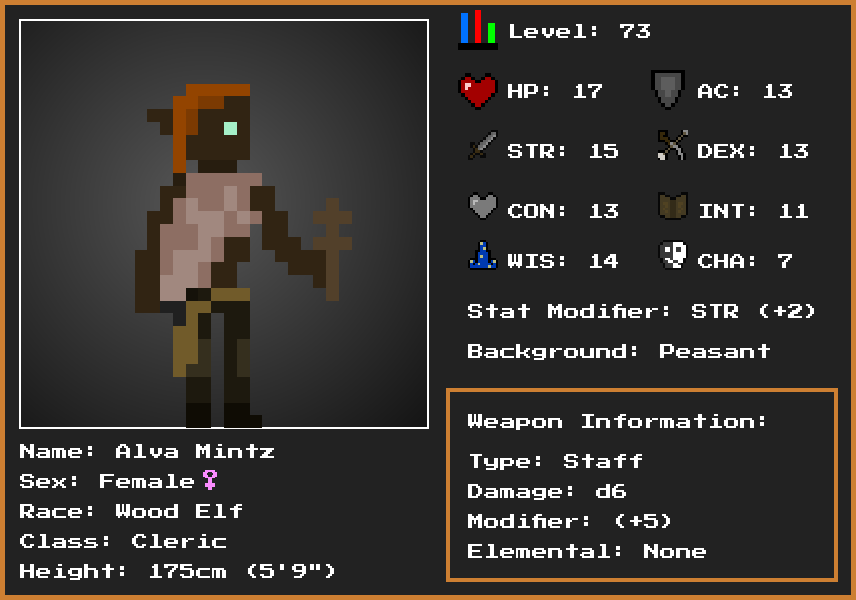 Level: 73
HP: 17
AC: 13
STR: 15
DEX: 13
CON: 13
INT: 11
WIS: 14
CHA: 7
Stat Modifier: STR (+2)
Background: Peasant
Weapon Information:
Type: Staff
Damage: d6
Modifier: (+5)
Elemental: None
Name: Alva Mintz
Sex: Female♀
Race: Wood Elf
Class: Cleric
Height: 175cm (5'9")